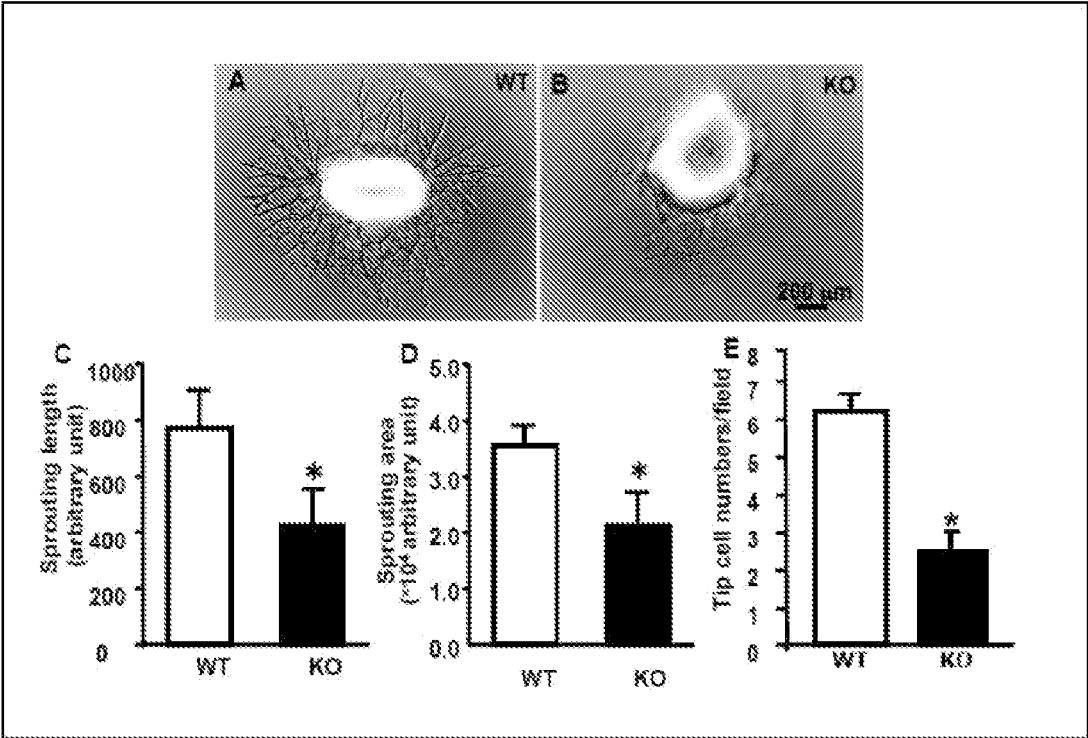 A WT
B KO
200 µm
C
Sprouting length
(arbitrary unit)
1000
800
600
400
200
0
WT KO
*
D
Sprouting area
(*10⁴ arbitrary unit)
5.0
4.0
3.0
2.0
1.0
0.0
WT KO
*
E
Tip cell numbers/field
8
7
6
5
4
3
2
1
0
WT KO
*